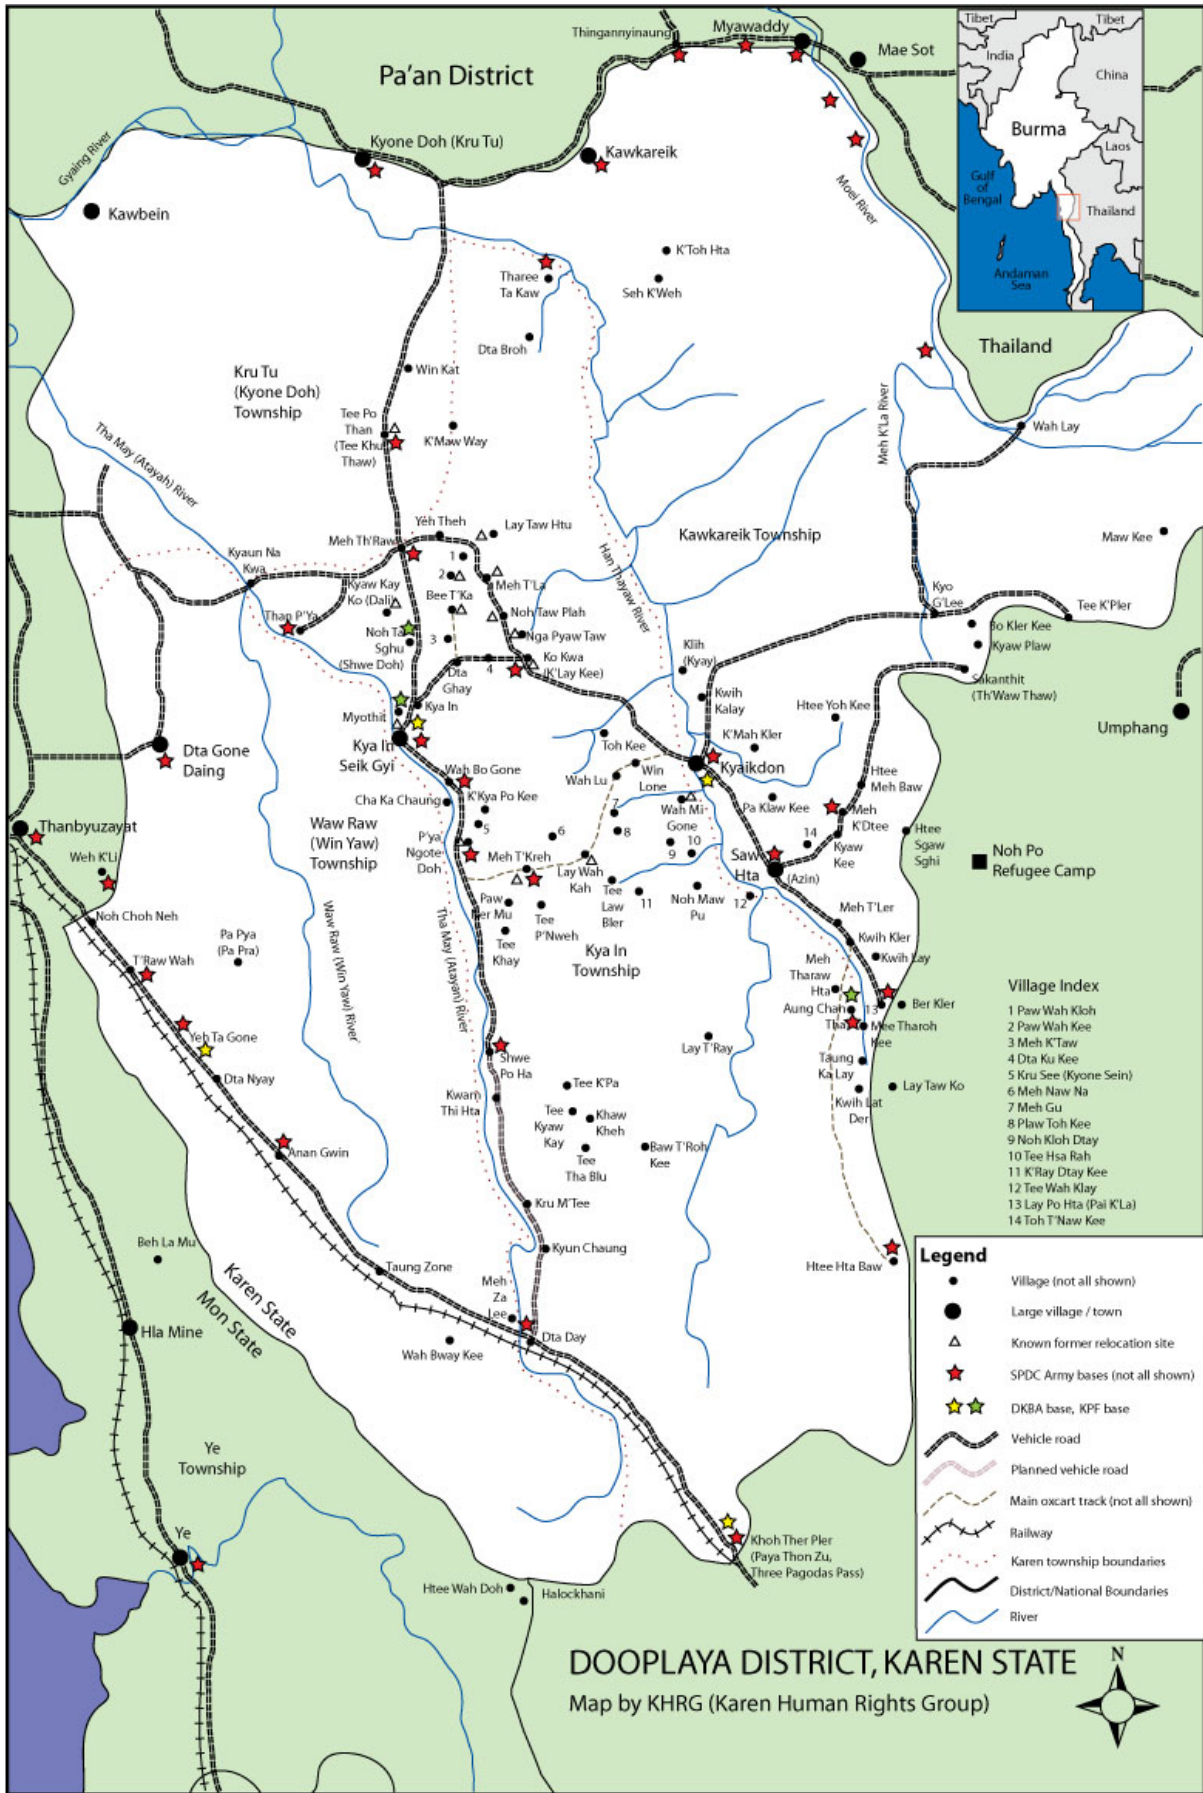 Thingannyinaung
Myawaddy
Mae Sot
Tibet
Tibet
India
China
Burma
Laos
Gulf
of
Bengal
Thailand
Andaman
Sea
Pa'an District
Kyone Doh (Kru Tu)
Kawkareik
Gyaing River
Kawbein
Moei River
K'Toh Hta
Tharee
Ta Kaw
Seh K'Weh
Dta Broh
Thailand
Kru Tu
(Kyone Doh)
Township
Win Kat
Meh K'La River
Tee Po
Than
(Tee Khu
Thaw)
K'Maw Way
Wah Lay
Tha May (Atayah) River
Yeh Theh
Lay Taw Htu
Kawkareik Township
Maw Kee
Meh Th'Raw
1
Kyaun Na
Kwa
Kyaw Kay
Ko (Dali)
2
Meh T'La
Han Thayaw River
Bee T'Ka
Kyo
G'Lee
Tee K'Pler
Than P'Ya
Noh Taw Plah
Bo Kler Kee
Noh Ta
Sghu
(Shwe Doh)
3
Nga Pyaw Taw
Kyaw Plaw
4
Ko Kwa
(K'Lay Kee)
Klih
(Kyay)
Dta
Ghay
Sakanthit
(Th'Waw Thaw)
Kya In
Kwih
Kalay
Htee Yoh Kee
Myothit
Umphang
Kya In
Seik Gyi
Toh Kee
K'Mah Kler
Dta Gone
Daing
Kyaikdon
Wah Bo Gone
Wah Lu
Win
Lone
Htee
Meh Baw
Cha Ka Chaung
K'Kya Po Kee
Wah Mi
Gone
Pa Klaw Kee
Meh
K'Dtee
7
Thanbyuzayat
Waw Raw
(Win Yaw)
Township
5
6
8
14
Kyaw
Kee
Htee
Sgaw
Sghi
P'ya
Ngote
Doh
9
10
Saw
Hta
(Azin)
Noh Po
Refugee Camp
Weh K'Li
Meh T'Kreh
Lay Wah
Kah
Paw
Ner Mu
Tee
P'Nweh
Tee
Law
Bler
11
Noh Maw
Pu
12
Noh Choh Neh
Meh T'Ler
Tee
Khay
Kwih Kler
Pa Pya
(Pa Pra)
Waw Raw (Win Yaw) River
Tha May (Atayan) River
Kya In
Township
T'Raw Wah
Kwih Lay
Meh
Tharaw
Hta
Aung Chah
Tha
13
Ber Kler
Mee Tharoh
Kee
Yeh Ta Gone
Shwe
Po Ha
Lay T'Ray
Taung
Ka Lay
Dta Nyay
Tee K'Pa
Kwam
Thi Hta
Kwih Lat
Der
Lay Taw Ko
Tee
Kyaw
Kay
Khaw
Kheh
Anan Gwin
Tee
Tha Blu
Baw T'Roh
Kee
Village Index
1 Paw Wah Kloh
2 Paw Wah Kee
3 Meh K'Taw
4 Dta Ku Kee
5 Kru See (Kyone Sein)
6 Meh Naw Na
7 Meh Gu
8 Plaw Toh Kee
9 Noh Kloh Dtay
10 Tee Hsa Rah
11 K'Ray Dtay Kee
12 Tee Wah Klay
13 Lay Po Hta (Pai K'La)
14 Toh T'Naw Kee
Kru M'Tee
Beh La Mu
Kyun Chaung
Htee Hta Baw
Karen State
Mon State
Taung Zone
Meh
Za
Lee
Hla Mine
Wah Bway Kee
Dta Day
Legend
Village (not all shown)
Large village / town
Known former relocation site
SPDC Army bases (not all shown)
DKBA base, KPF base
Vehicle road
Planned vehicle road
Main oxcart track (not all shown)
Railway
Karen township boundaries
District/National Boundaries
River
Ye
Township
Ye
Khoh Ther Pler
(Paya Thon Zu,
Three Pagodas Pass)
Htee Wah Doh
Halockhani
DOOPLAYA DISTRICT, KAREN STATE
Map by KHRG (Karen Human Rights Group)
N